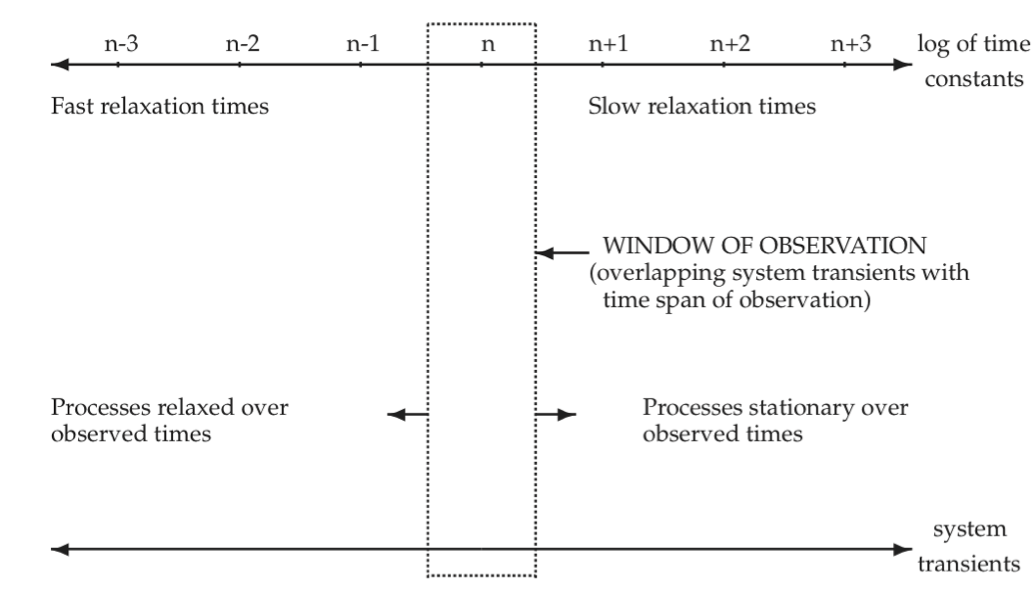 n-3 n-2 n-1 n n+1 n+2 n+3 log of time
constants
Fast relaxation times Slow relaxation times
WINDOW OF OBSERVATION
(overlapping system transients with
time span of observation)
Processes relaxed over
observed times
Processes stationary over
observed times
system
transients